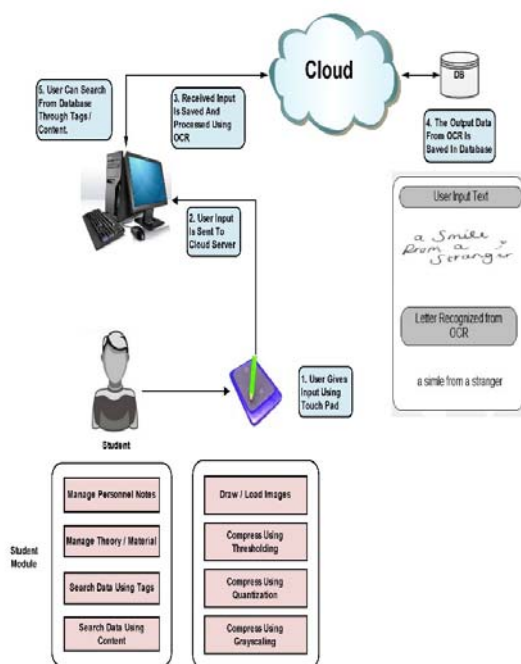 Cloud
DB
5. User Can Search
From Database
Through Tags /
Content.
3. Received Input
Is Saved And
Processed Using
OCR
4. The Output Data
From OCR Is
Saved In Database
User Input Text
a Smile
from a
Stranger
2. User Input
Is Sent To
Cloud Server
Letter Recognized from
OCR
a simle from a stranger
1. User Gives
Input Using
Touch Pad
Student
Student
Module
Manage Personnel Notes
Manage Theory / Material
Search Data Using Tags
Search Data Using
Content
Draw / Load Images
Compress Using
Thresholding
Compress Using
Quantization
Compress Using
Grayscaling